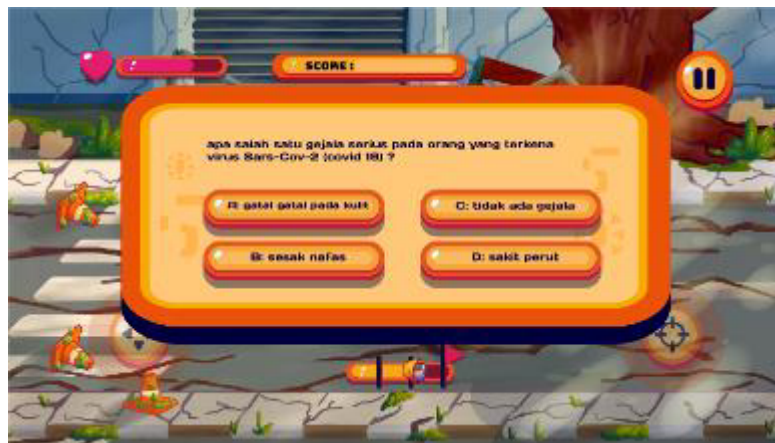 SCORE:
apa salah satu gejala serius pada orang yang terkena
virus Sars-Cov-2 (covid 19) ?
A: gatal gatal pada kulit
C: tidak ada gejala
B: sesak nafas
D: sakit perut